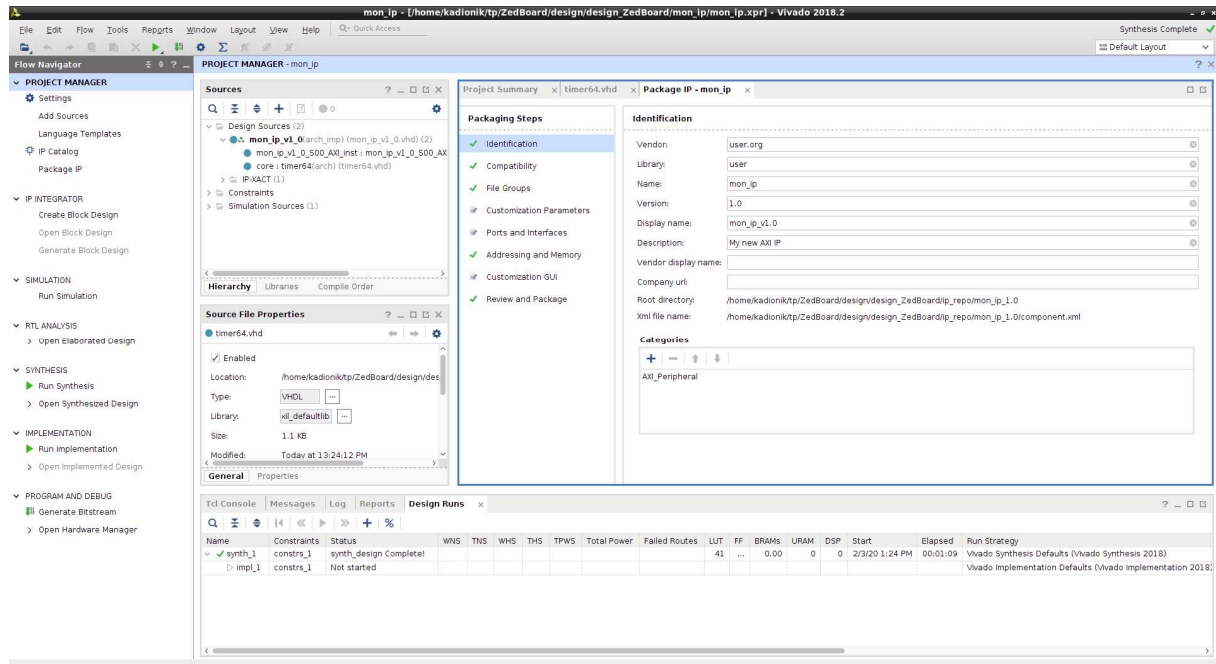 mon_ip - [/home/kadionik/tp/ZedBoard/design/design_ZedBoard/mon_ip/mon_ip.xpr] - Vivado 2018.2
File Edit Flow Tools Reports Window Layout View Help Quick Access
Synthesis Complete
Default Layout
Flow Navigator
PROJECT MANAGER
Settings
Add Sources
Language Templates
IP Catalog
Package IP
IP INTEGRATOR
Create Block Design
Open Block Design
Generate Block Design
SIMULATION
Run Simulation
RTL ANALYSIS
Open Elaborated Design
SYNTHESIS
Run Synthesis
Open Synthesized Design
IMPLEMENTATION
Run Implementation
Open Implemented Design
PROGRAM AND DEBUG
Generate Bitstream
Open Hardware Manager
PROJECT MANAGER - mon_ip
Sources
0
Design Sources (2)
mon_ip_v1_0(arch_imp) (mon_ip_v1_0.vhd) (2)
mon_ip_v1_0_S00_AXI_inst : mon_ip_v1_0_S00_AX
core : timer64(arch) (timer64.vhd)
IP-XACT (1)
Constraints
Simulation Sources (1)
Hierarchy Libraries Compile Order
Source File Properties
timer64.vhd
Enabled
Location: /home/kadionik/tp/ZedBoard/design/des
Type: VHDL ...
Library: xil_defaultlib ...
Size: 1.1 KB
Modified: Today at 13:24:12 PM
General Properties
Project Summary timer64.vhd Package IP - mon_ip
Packaging Steps
Identification
Compatibility
File Groups
Customization Parameters
Ports and Interfaces
Addressing and Memory
Customization GUI
Review and Package
Identification
Vendor: user.org
Library: user
Name: mon_ip
Version: 1.0
Display name: mon_ip_v1.0
Description: My new AXI IP
Vendor display name:
Company url:
Root directory: /home/kadionik/tp/ZedBoard/design/design_ZedBoard/ip_repo/mon_ip_1.0
Xml file name: /home/kadionik/tp/ZedBoard/design/design_ZedBoard/ip_repo/mon_ip_1.0/component.xml
Categories
AXI_Peripheral
Tcl Console Messages Log Reports Design Runs
Name Constraints Status WNS TNS WHS THS TPWS Total Power Failed Routes LUT FF BRAMs URAM DSP Start Elapsed Run Strategy
synth_1 constrs_1 synth_design Complete! 41 ... 0.00 0 0 2/3/20 1:24 PM 00:01:09 Vivado Synthesis Defaults (Vivado Synthesis 2018)
impl_1 constrs_1 Not started Vivado Implementation Defaults (Vivado Implementation 2018)